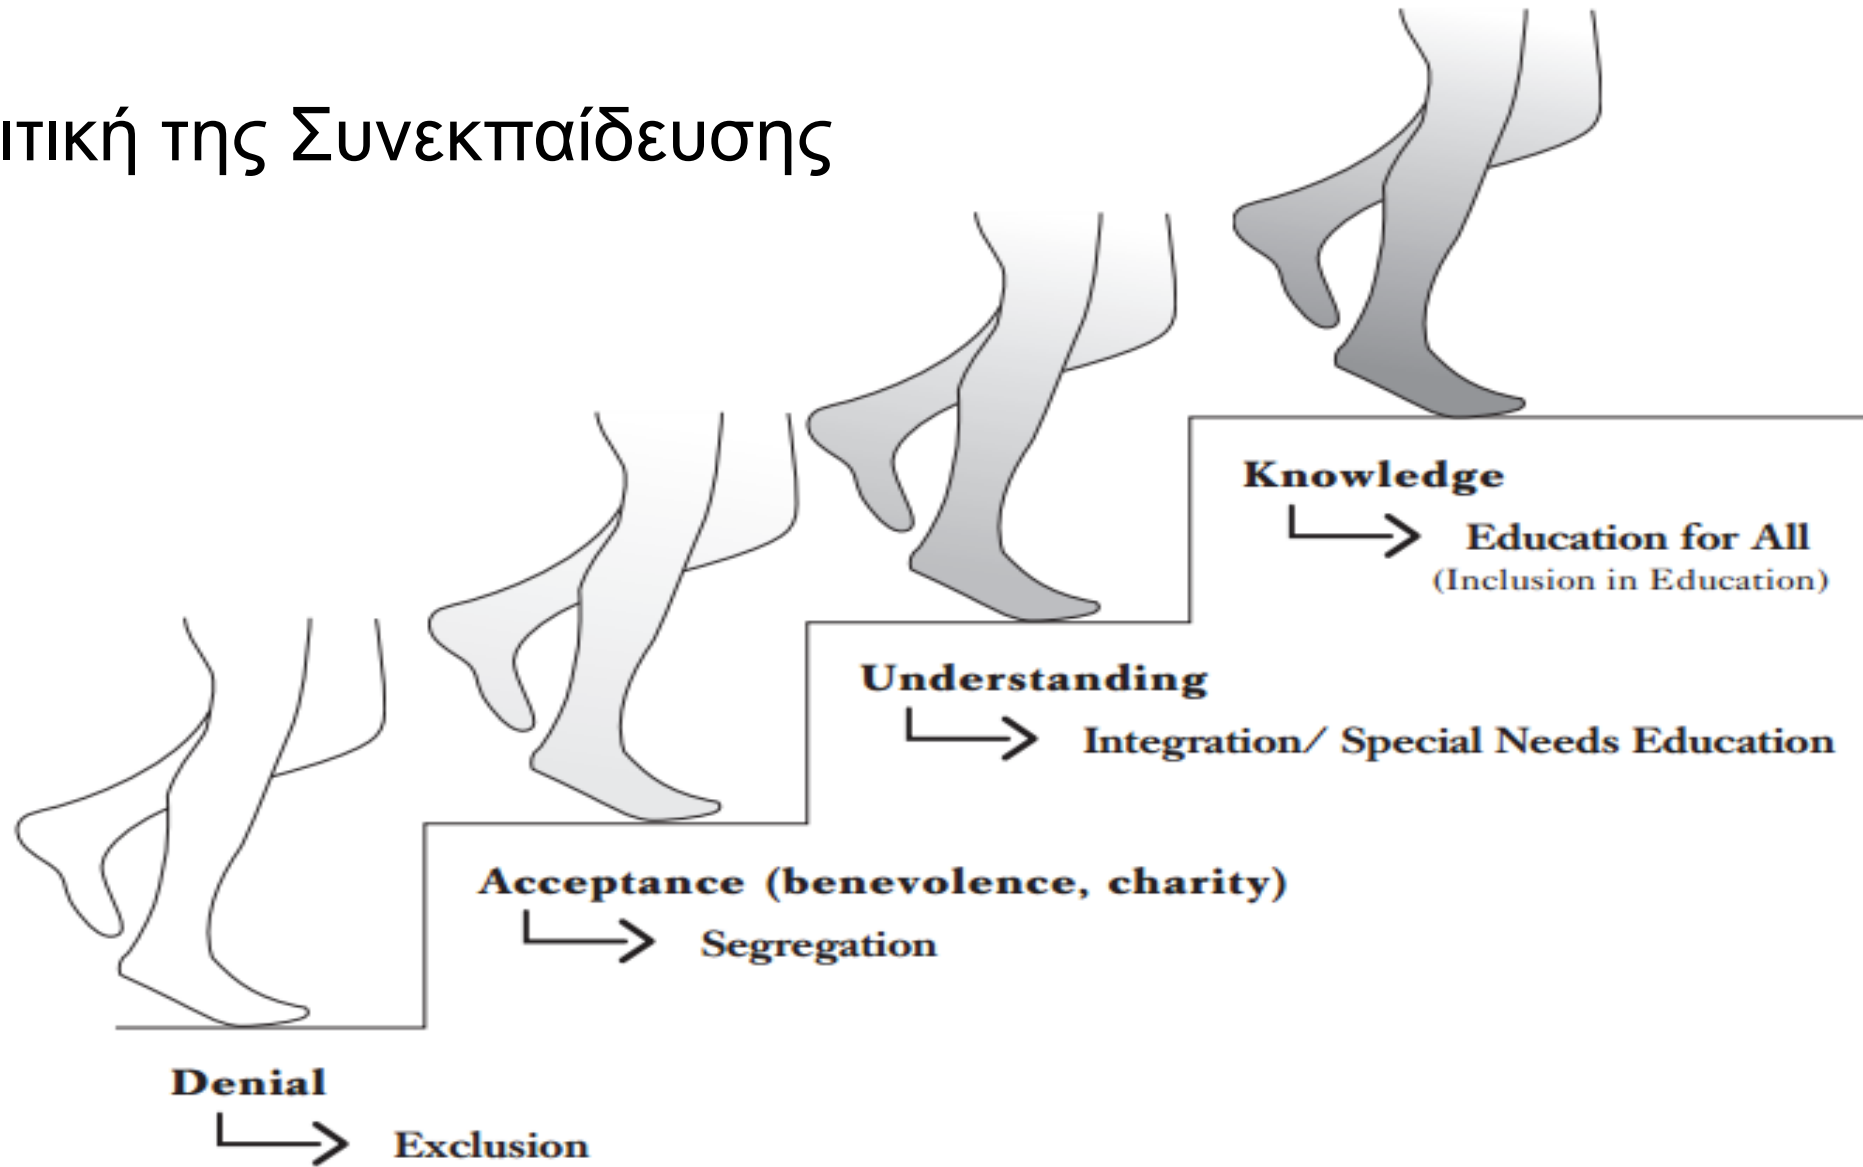 της Συνεκπαίδευσης
Knowledge
Education for All
(Inclusion in Education)
Understanding
Integration/ Special Needs Education
Acceptance (benevolence, charity)
Segregation
Denial
Exclusion